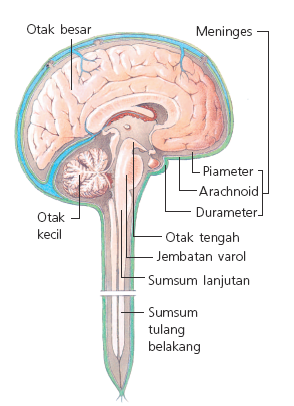 Otak besar
Meninges
Piameter
Arachnoid
Durameter
Otak
kecil
Otak tengah
Jembatan varol
Sumsum lanjutan
Sumsum
tulang
belakang